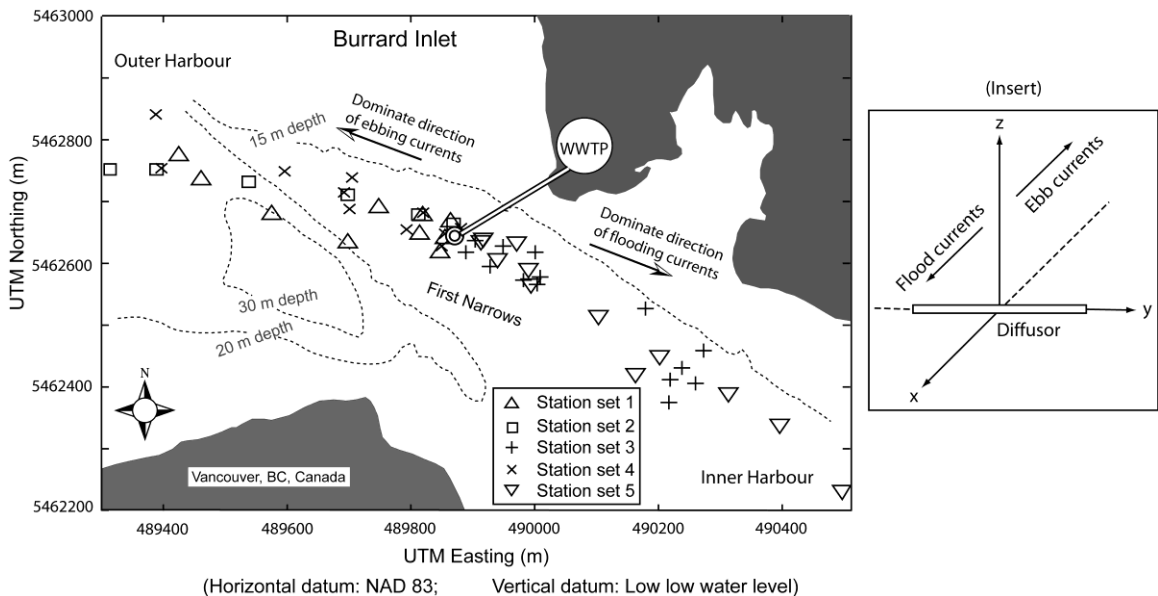 Burrard Inlet
Outer Harbour
15 m depth
Dominate direction
of ebbing currents
WWTP
Dominate direction
of flooding currents
First Narrows
30 m depth
20 m depth
N
Vancouver, BC, Canada
Station set 1
Station set 2
Station set 3
Station set 4
Station set 5
Inner Harbour
5463000
5462800
5462600
5462400
5462200
UTM Northing (m)
489400
489600
489800
490000
490200
490400
UTM Easting (m)
(Horizontal datum: NAD 83; Vertical datum: Low low water level)
(Insert)
z
Ebb currents
Flood currents
y
Diffusor
x